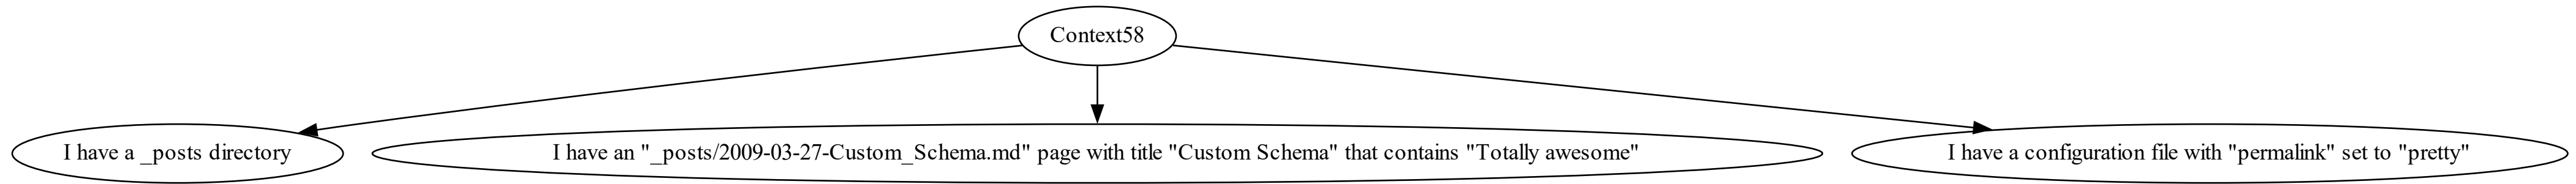 Context58
I have a _posts directory
I have an "_posts/2009-03-27-Custom_Schema.md" page with title "Custom Schema" that contains "Totally awesome"
I have a configuration file with "permalink" set to "pretty"